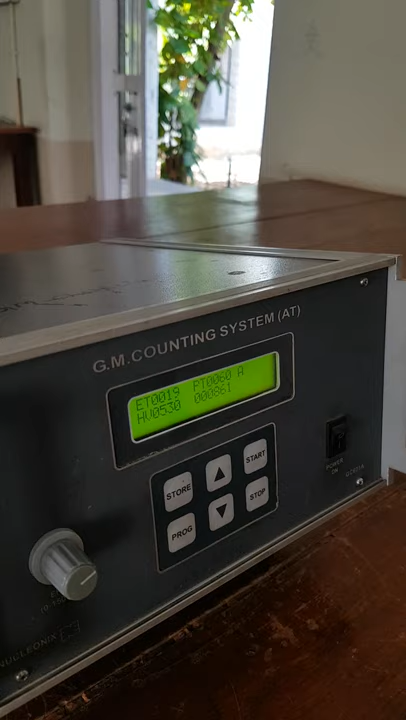 G.M.COUNTING SYSTEM (AT)
ET0019 PT0060 A
HV0530 000861
STORE
START
PROG
STOP
POWER
ON
NUCLEONIX